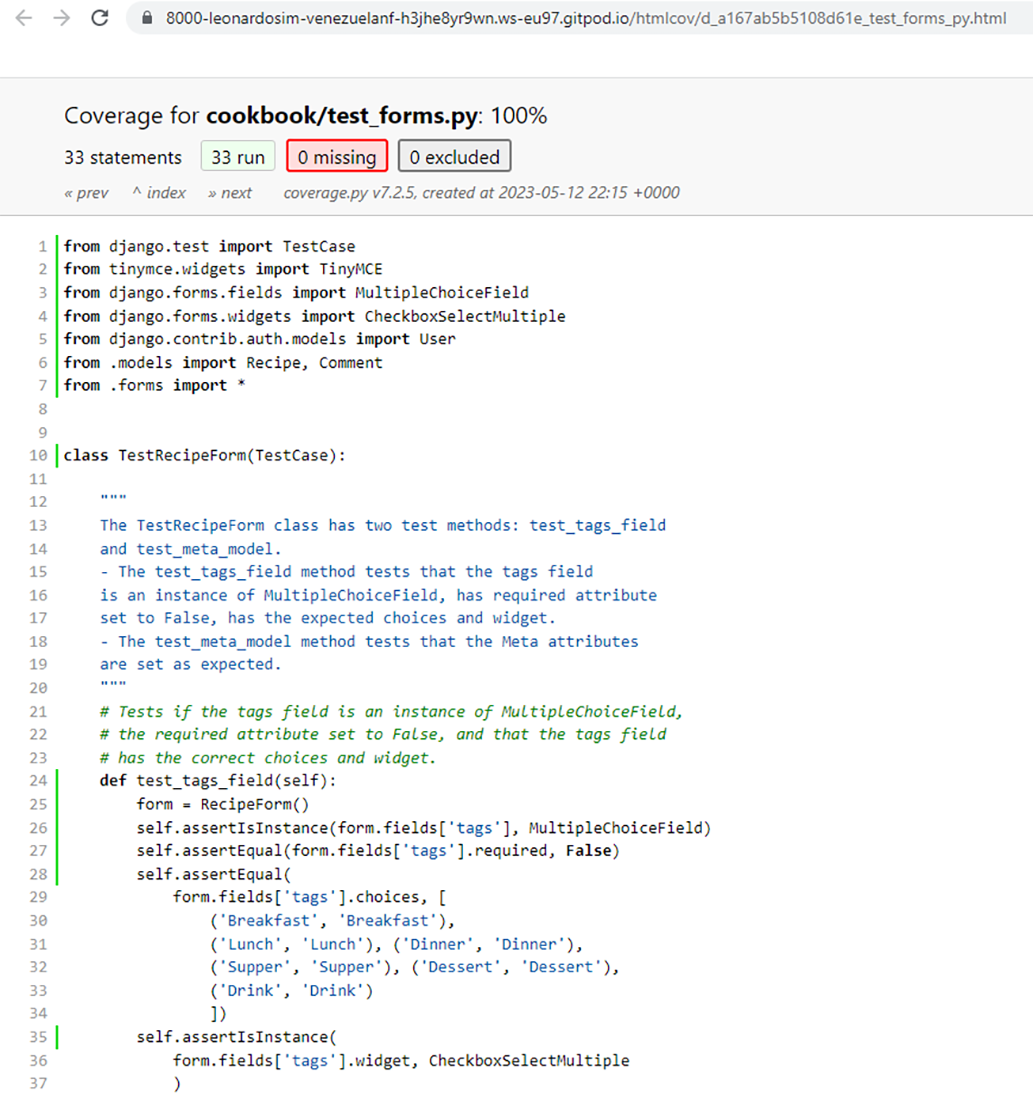 8000-leonardosim-venezuelanf-h3jhe8yr9wn.ws-eu97.gitpod.io/htmlcov/d_a167ab5b5108d61e_test_forms_py.html
Coverage for cookbook/test_forms.py: 100%
33 statements 33 run 0 missing 0 excluded
« prev ^ index » next coverage.py v7.2.5, created at 2023-05-12 22:15 +0000
1 from django.test import TestCase
2 from tinymce.widgets import TinyMCE
3 from django.forms.fields import MultipleChoiceField
4 from django.forms.widgets import CheckboxSelectMultiple
5 from django.contrib.auth.models import User
6 from .models import Recipe, Comment
7 from .forms import *
8
9
10 class TestRecipeForm(TestCase):
11
12     """
13     The TestRecipeForm class has two test methods: test_tags_field
14     and test_meta_model.
15     - The test_tags_field method tests that the tags field
16     is an instance of MultipleChoiceField, has required attribute
17     set to False, has the expected choices and widget.
18     - The test_meta_model method tests that the Meta attributes
19     are set as expected.
20     """
21     # Tests if the tags field is an instance of MultipleChoiceField,
22     # the required attribute set to False, and that the tags field
23     # has the correct choices and widget.
24     def test_tags_field(self):
25         form = RecipeForm()
26         self.assertIsInstance(form.fields['tags'], MultipleChoiceField)
27         self.assertEqual(form.fields['tags'].required, False)
28         self.assertEqual(
29             form.fields['tags'].choices, [
30                 ('Breakfast', 'Breakfast'),
31                 ('Lunch', 'Lunch'), ('Dinner', 'Dinner'),
32                 ('Supper', 'Supper'), ('Dessert', 'Dessert'),
33                 ('Drink', 'Drink')
34                 ])
35         self.assertIsInstance(
36             form.fields['tags'].widget, CheckboxSelectMultiple
37             )